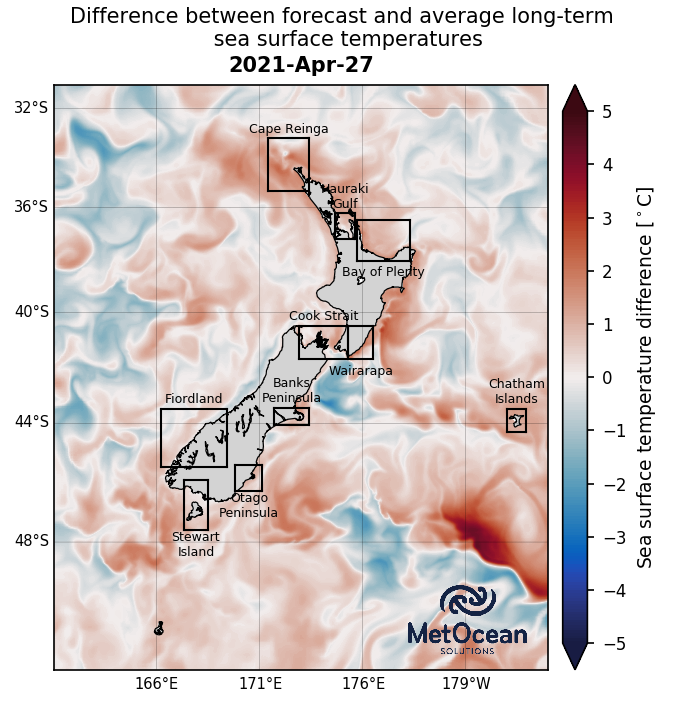 Difference between forecast and average long-term
sea surface temperatures
2021-Apr-27
32°S
36°S
40°S
44°S
48°S
Cape Reinga
Hauraki
Gulf
Bay of Plenty
Cook Strait
Wairarapa
Banks
Peninsula
Fiordland
Chatham
Islands
Otago
Peninsula
Stewart
Island
MetOcean
SOLUTIONS
166°E
171°E
176°E
179°W
5
4
3
2
1
0
−1
−2
−3
−4
−5
Sea surface temperature difference [°C]